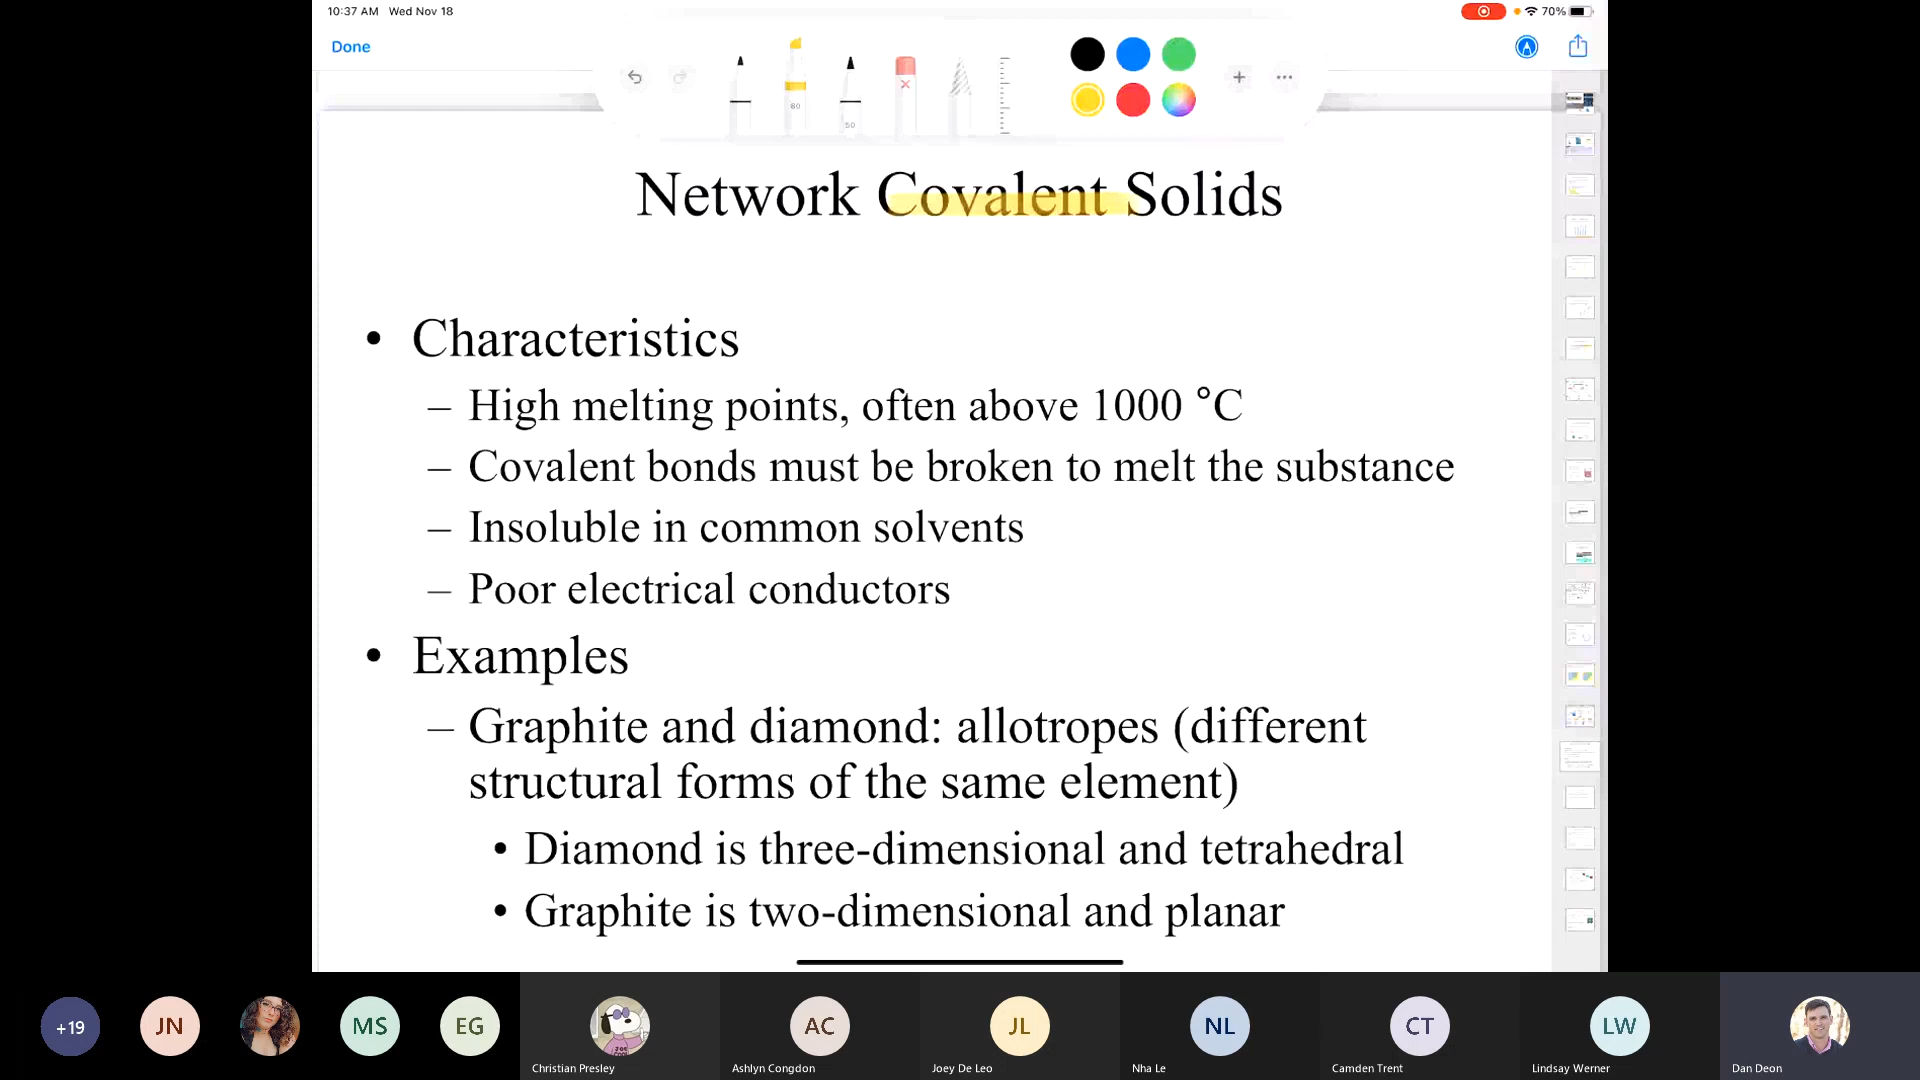 10:37 AM Wed Nov 18
70%
Done
80
50
Network Covalent Solids
• Characteristics
– High melting points, often above 1000 °C
– Covalent bonds must be broken to melt the substance
– Insoluble in common solvents
– Poor electrical conductors
• Examples
– Graphite and diamond: allotropes (different
structural forms of the same element)
• Diamond is three-dimensional and tetrahedral
• Graphite is two-dimensional and planar
+19
JN
MS
EG
AC
JL
NL
CT
LW
Christian Presley
Ashlyn Congdon
Joey De Leo
Nha Le
Camden Trent
Lindsay Werner
Dan Deon